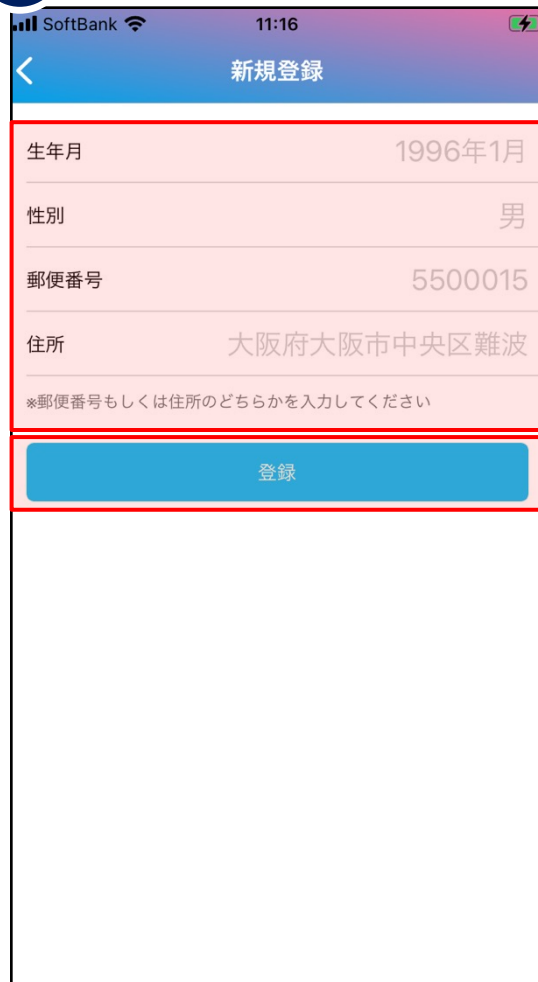 SoftBank 11:16
新規登録
生年月 1996年1月
性別 男
郵便番号 5500015
住所 大阪府大阪市中央区難波
※郵便番号もしくは住所のどちらかを入力してください
登録